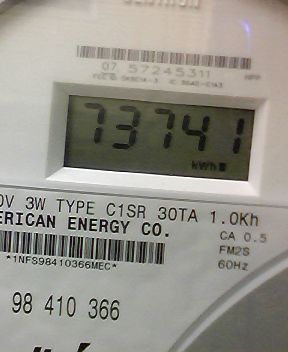 07 57245311
73741
kWh
0V 3W TYPE C1SR 30TA 1.0Kh
ERICAN ENERGY CO.
CA 0.5
FM2S
60Hz
*1NFS98410366MEC*
98 410 366